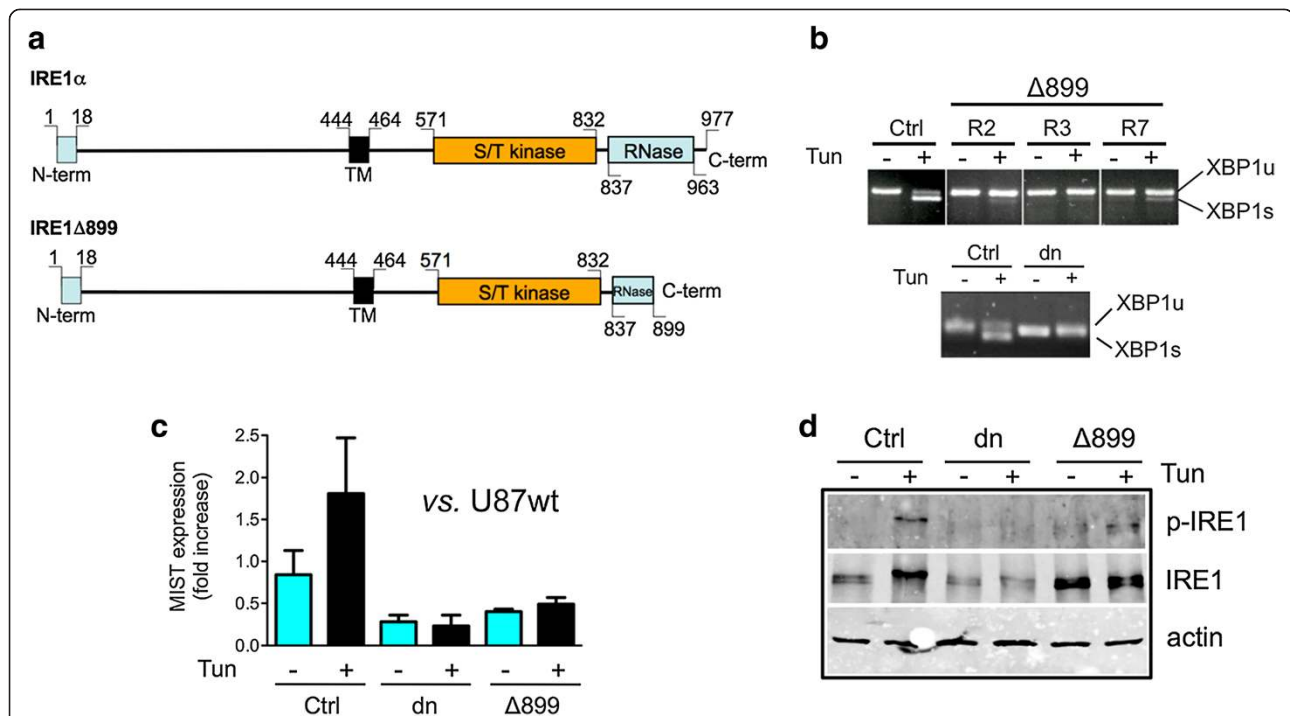 a
IRE1α
1 18 444 464 571 832 977
S/T kinase RNase
N-term TM 837 963 C-term
IRE1Δ899
1 18 444 464 571 832
S/T kinase RNase C-term
N-term TM 837 899
b
Δ899
Ctrl R2 R3 R7
Tun - + - + - + - +
XBP1u
XBP1s
Ctrl dn
Tun - + - +
XBP1u
XBP1s
c
MIST expression
(fold increase)
2.5
2.0
1.5
1.0
0.5
0.0
vs. U87wt
Tun - + - + - +
Ctrl dn Δ899
d
Ctrl dn Δ899
- + - + - + Tun
p-IRE1
IRE1
actin